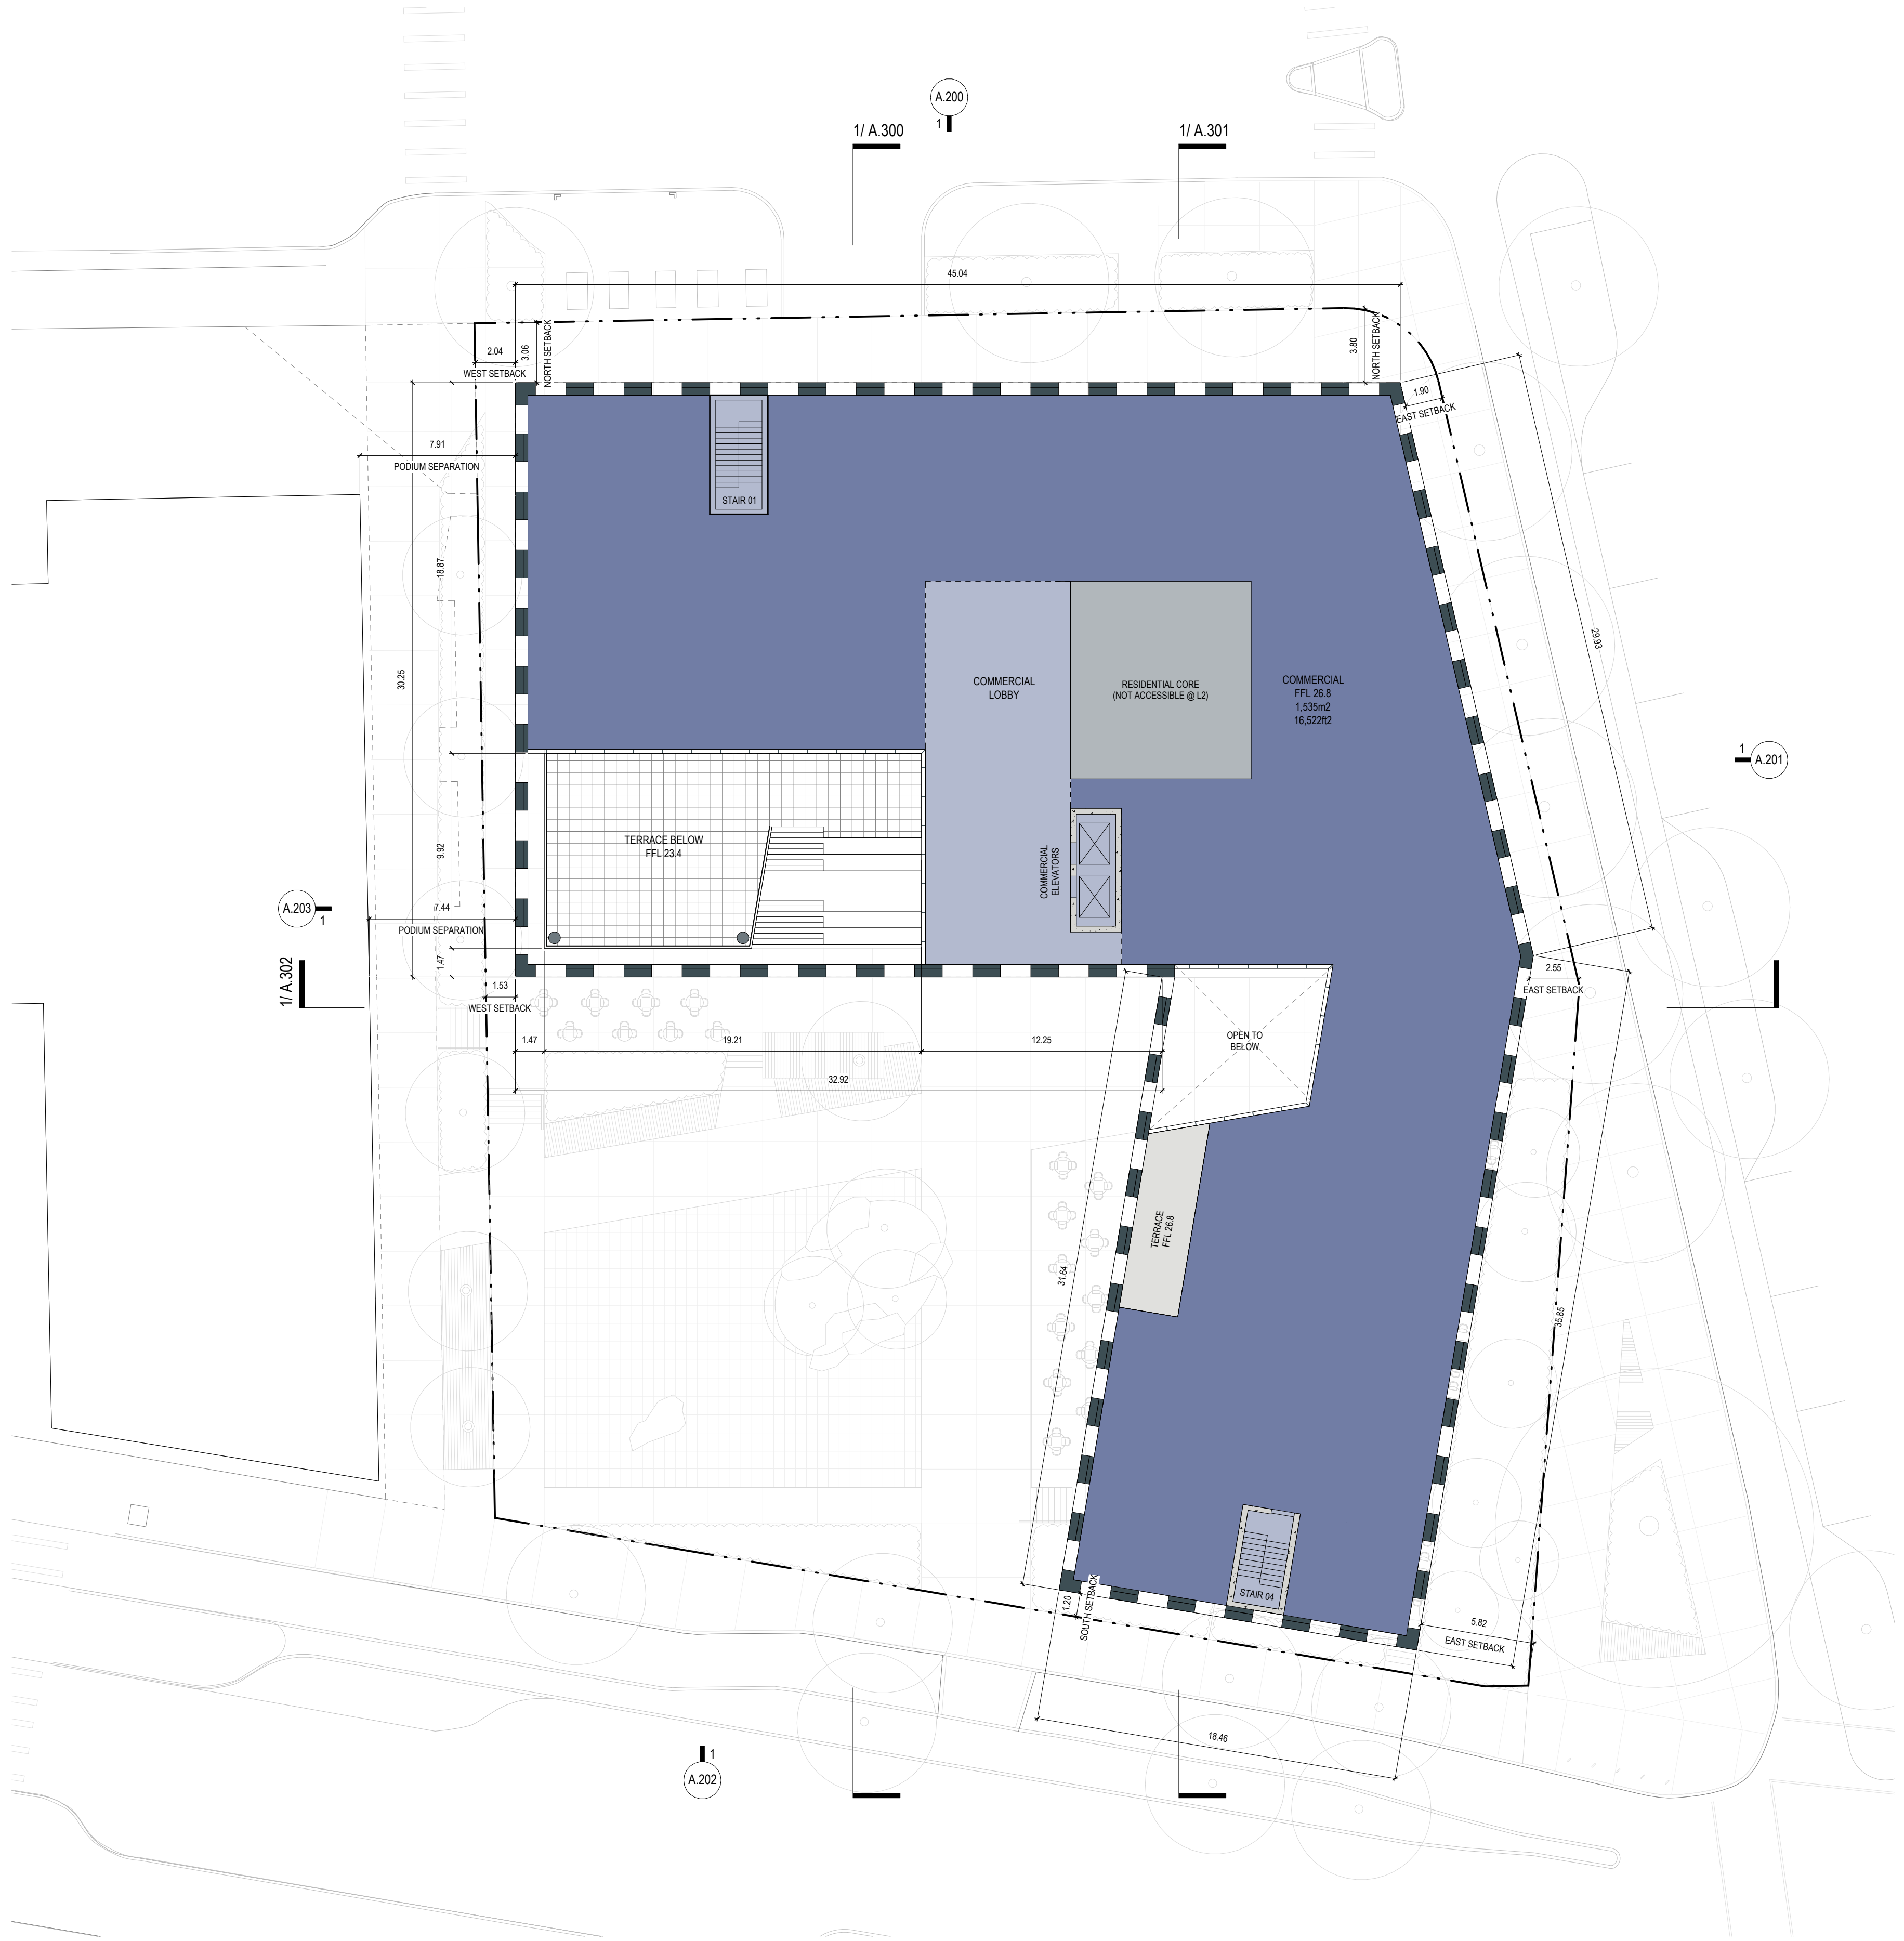 A.200
1
1/ A.300
1/ A.301
45.04
2.04
WEST SETBACK
3.06
NORTH SETBACK
3.80
NORTH SETBACK
1.90
EAST SETBACK
7.91
PODIUM SEPARATION
STAIR 01
18.87
30.25
29.93
COMMERCIAL
LOBBY
RESIDENTIAL CORE
(NOT ACCESSIBLE @ L2)
COMMERCIAL
FFL 26.8
1,535m2
16,522ft2
1
A.201
TERRACE BELOW
FFL 23.4
9.92
COMMERCIAL
ELEVATORS
A.203
1
7.44
PODIUM SEPARATION
1.47
1/ A.302
1.53
WEST SETBACK
2.55
EAST SETBACK
1.47
19.21
12.25
OPEN TO
BELOW
32.92
TERRACE
FFL 26.8
31.64
35.85
STAIR 04
1.20
SOUTH SETBACK
5.82
EAST SETBACK
18.46
1
A.202